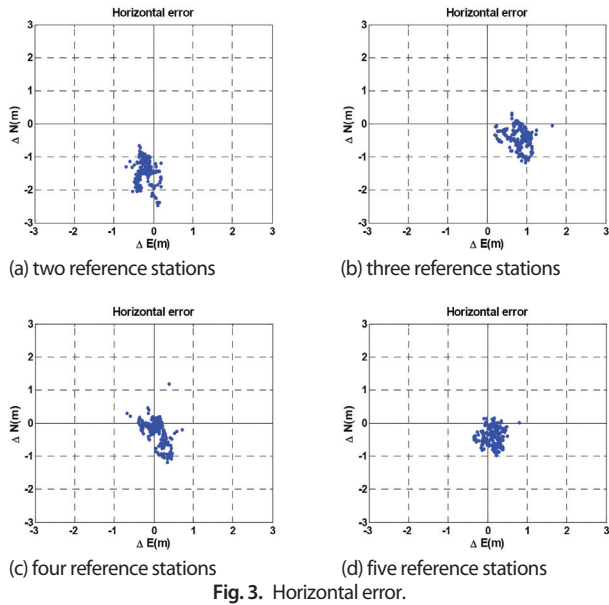 Horizontal error
3
2
1
0
-1
-2
-3
Δ N(m)
-3 -2 -1 0 1 2 3
Δ E(m)
(a) two reference stations
Horizontal error
3
2
1
0
-1
-2
-3
Δ N(m)
-3 -2 -1 0 1 2 3
Δ E(m)
(b) three reference stations
Horizontal error
3
2
1
0
-1
-2
-3
Δ N(m)
-3 -2 -1 0 1 2 3
Δ E(m)
(c) four reference stations
Horizontal error
3
2
1
0
-1
-2
-3
Δ N(m)
-3 -2 -1 0 1 2 3
Δ E(m)
(d) five reference stations
Fig. 3. Horizontal error.